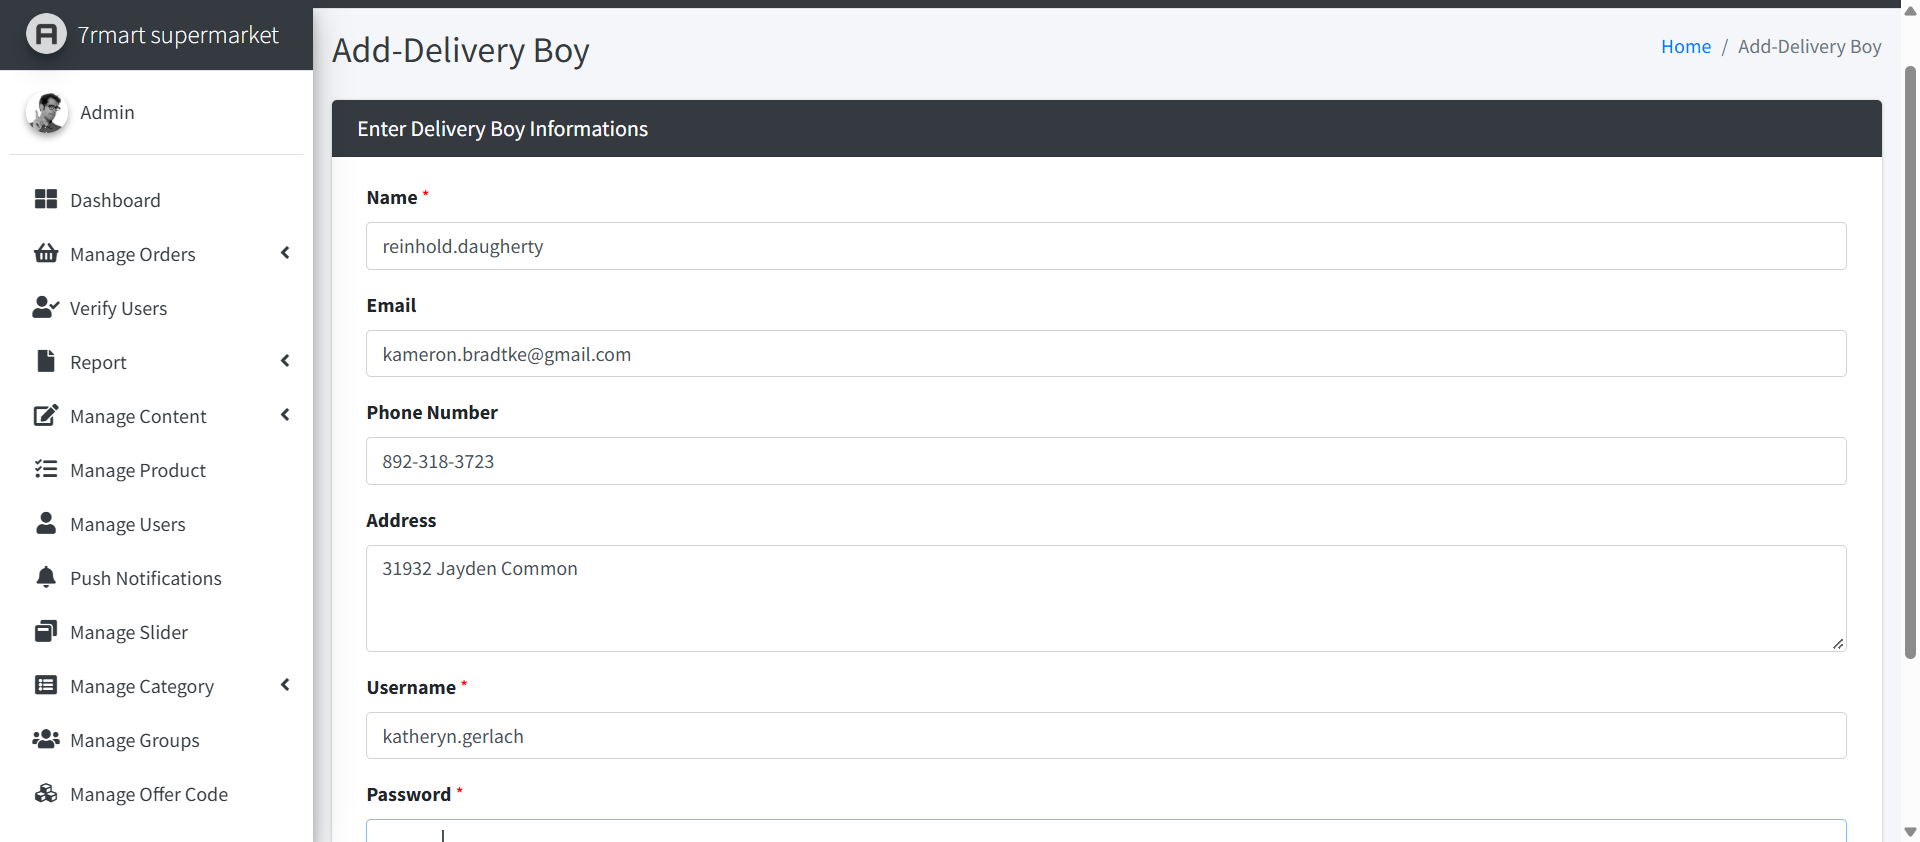 7rmart supermarket
Admin
Dashboard
Manage Orders
Verify Users
Report
Manage Content
Manage Product
Manage Users
Push Notifications
Manage Slider
Manage Category
Manage Groups
Manage Offer Code
Add-Delivery Boy
Home / Add-Delivery Boy
Enter Delivery Boy Informations
Name *
reinhold.daugherty
Email
kameron.bradtke@gmail.com
Phone Number
892-318-3723
Address
31932 Jayden Common
Username *
katheryn.gerlach
Password *